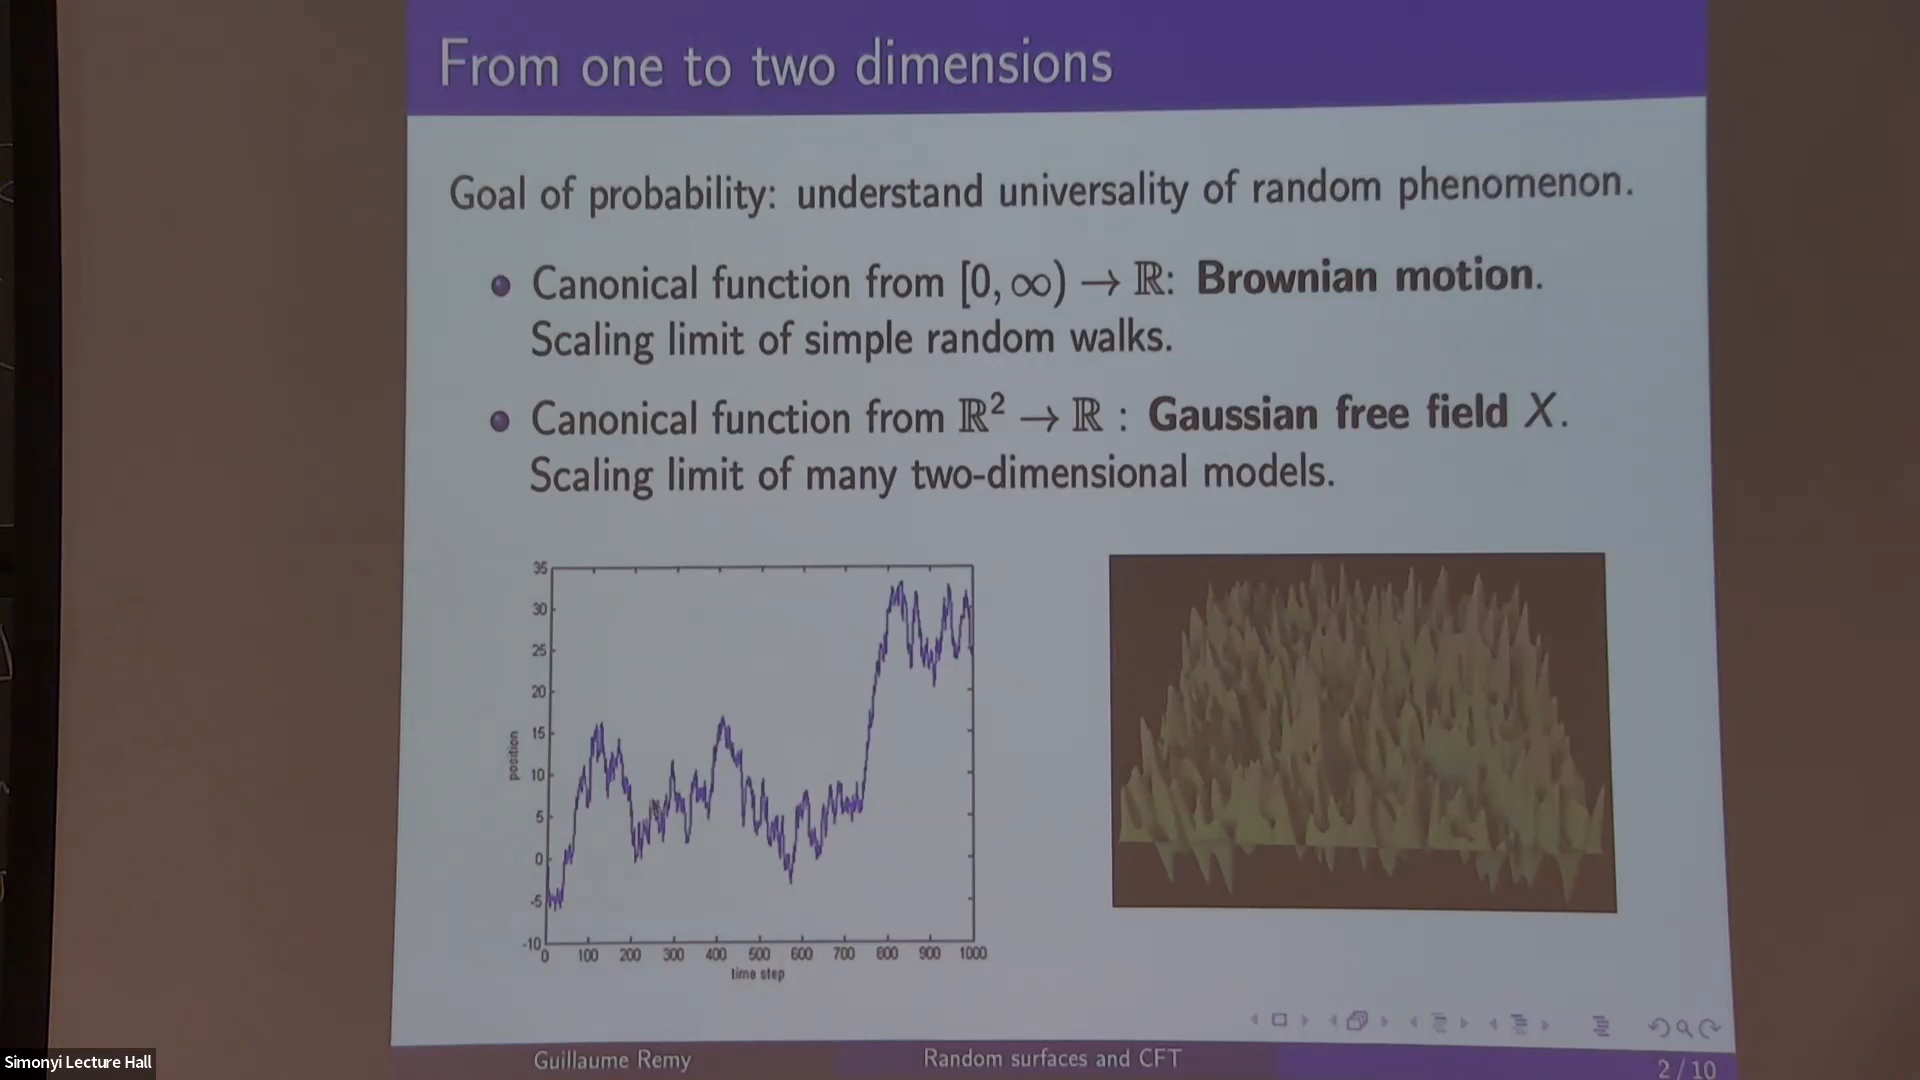 From one to two dimensions
Goal of probability: understand universality of random phenomenon.
Canonical function from [0, ∞) → ℝ: Brownian motion.
Scaling limit of simple random walks.
Canonical function from ℝ² → ℝ : Gaussian free field X.
Scaling limit of many two-dimensional models.
35
30
25
20
15
10
5
0
-5
-10
position
0 100 200 300 400 500 600 700 800 900 1000
time step
Guillaume Remy Random surfaces and CFT 2 / 10
Simonyi Lecture Hall